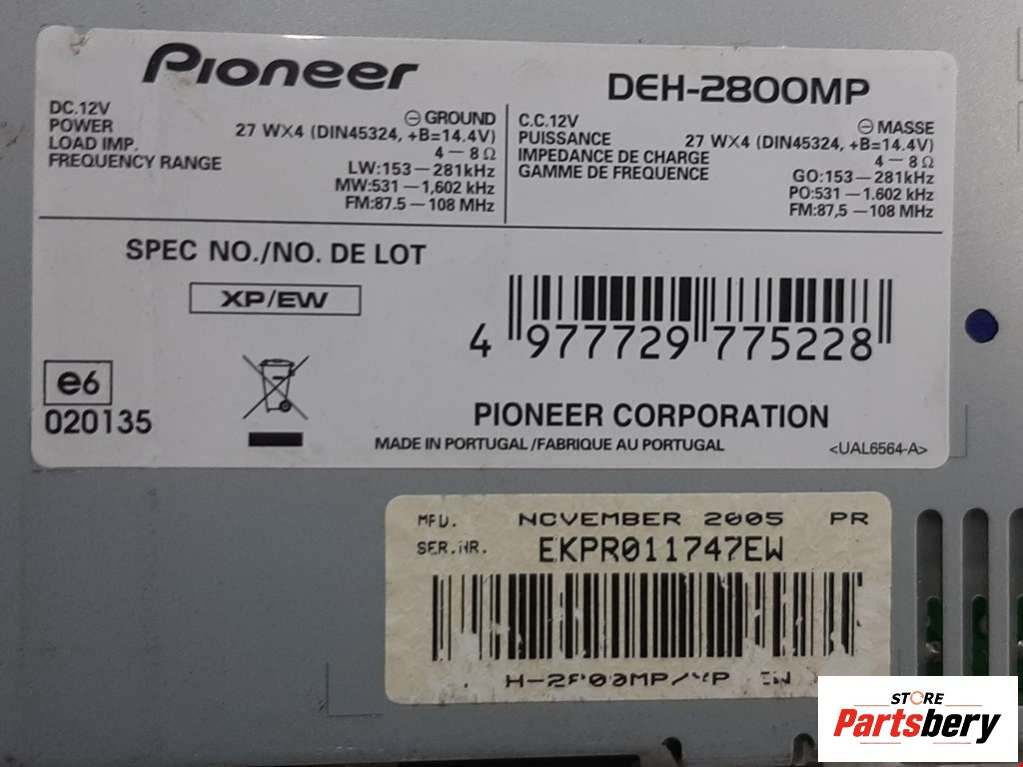 Pioneer
DEH-2800MP
DC.12V
⊖ GROUND
POWER
27 WX4 (DIN45324, +B=14.4V)
LOAD IMP.
4 — 8 Ω
FREQUENCY RANGE
LW:153 — 281kHz
MW:531 — 1,602 kHz
FM:87.5 — 108 MHz
C.C.12V
⊖ MASSE
PUISSANCE
27 WX4 (DIN45324, +B=14.4V)
IMPEDANCE DE CHARGE
4 — 8 Ω
GAMME DE FREQUENCE
GO:153 — 281kHz
PO:531 — 1.602 kHz
FM:87,5 — 108 MHz
SPEC NO./NO. DE LOT
XP/EW
4 977729 775228
e6
020135
PIONEER CORPORATION
MADE IN PORTUGAL /FABRIQUE AU PORTUGAL
<UAL6564-A>
MFD. NOVEMBER 2005 PR
SER.NR. EKPR011747EW
H-2800MP/XP EW
STORE
Partsbery